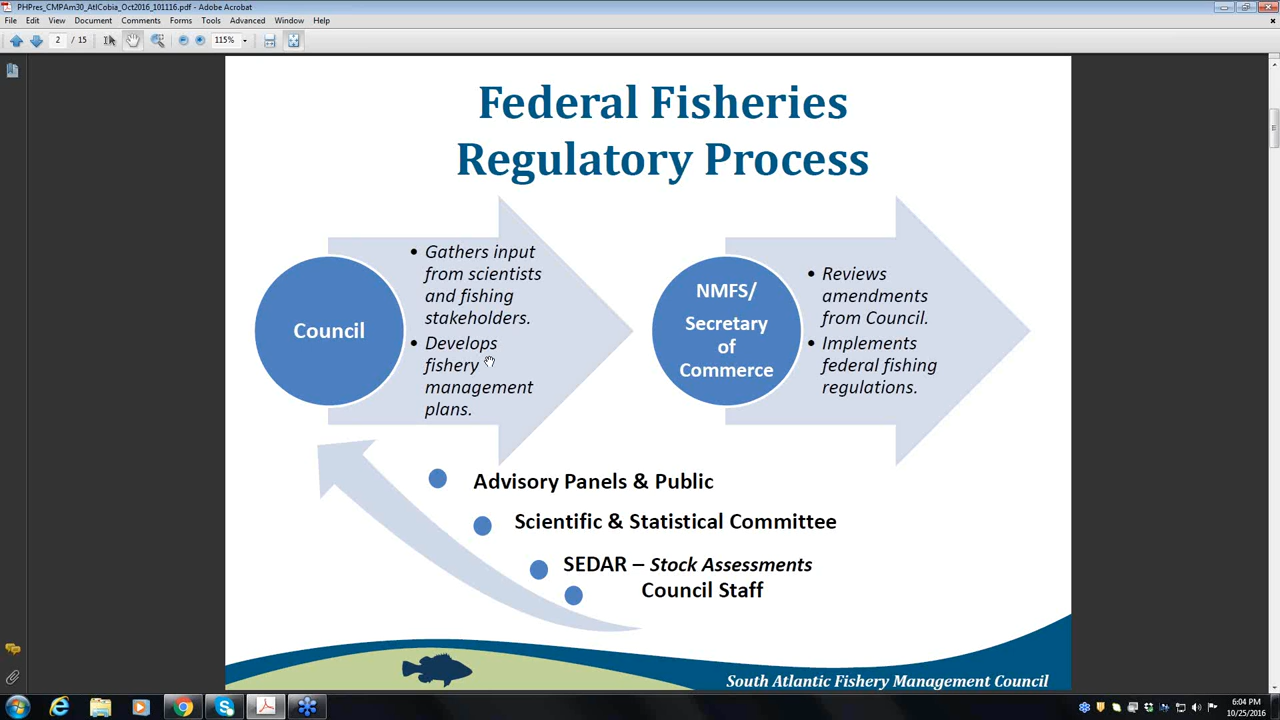 PHPres_CMPAm30_AtlCobia_Oct2016_101116.pdf - Adobe Acrobat
File Edit View Document Comments Forms Tools Advanced Window Help
2 / 15 115%
Federal Fisheries
Regulatory Process
Council
• Gathers input
from scientists
and fishing
stakeholders.
• Develops
fishery
management
plans.
NMFS/
Secretary
of
Commerce
• Reviews
amendments
from Council.
• Implements
federal fishing
regulations.
Advisory Panels & Public
Scientific & Statistical Committee
SEDAR – Stock Assessments
Council Staff
South Atlantic Fishery Management Council
6:04 PM
10/25/2016